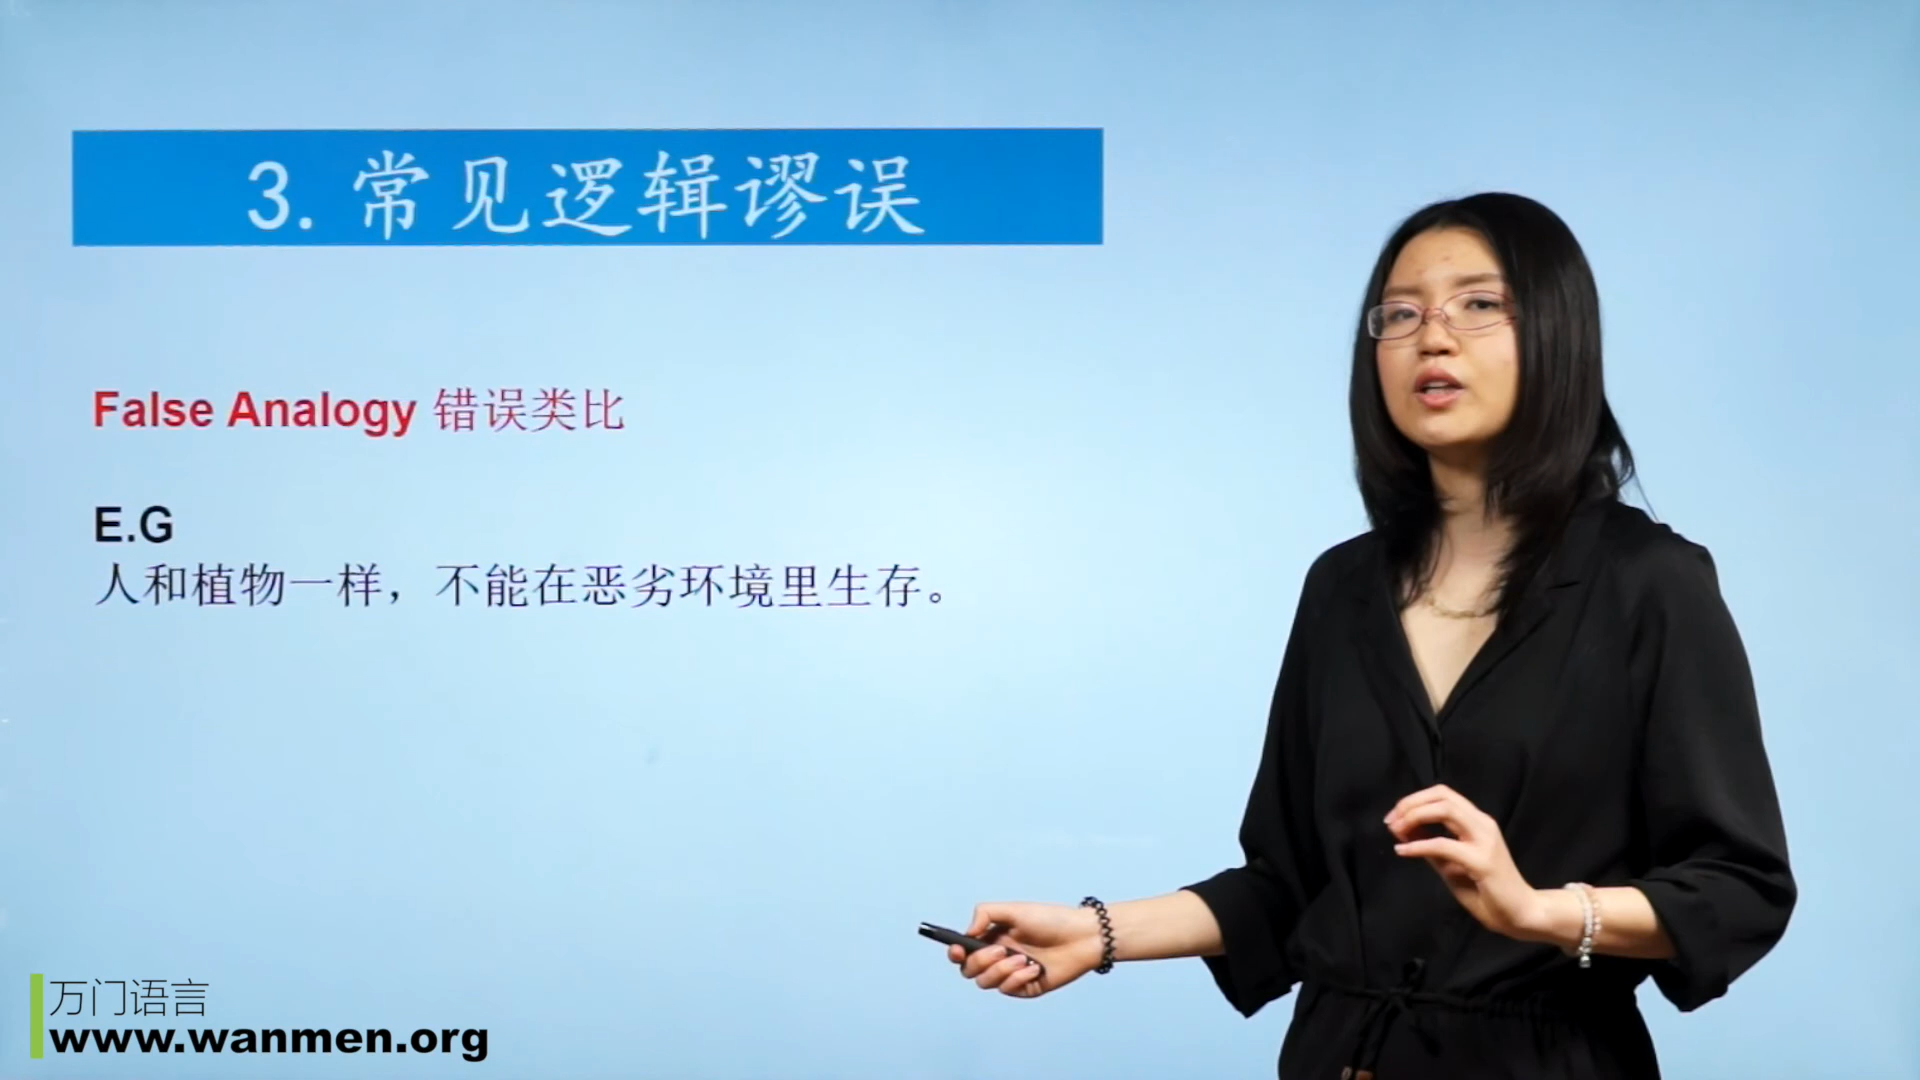 3. 常见逻辑谬误
False Analogy 错误类比
E.G
人和植物一样，不能在恶劣环境里生存。
万门语言
www.wanmen.org